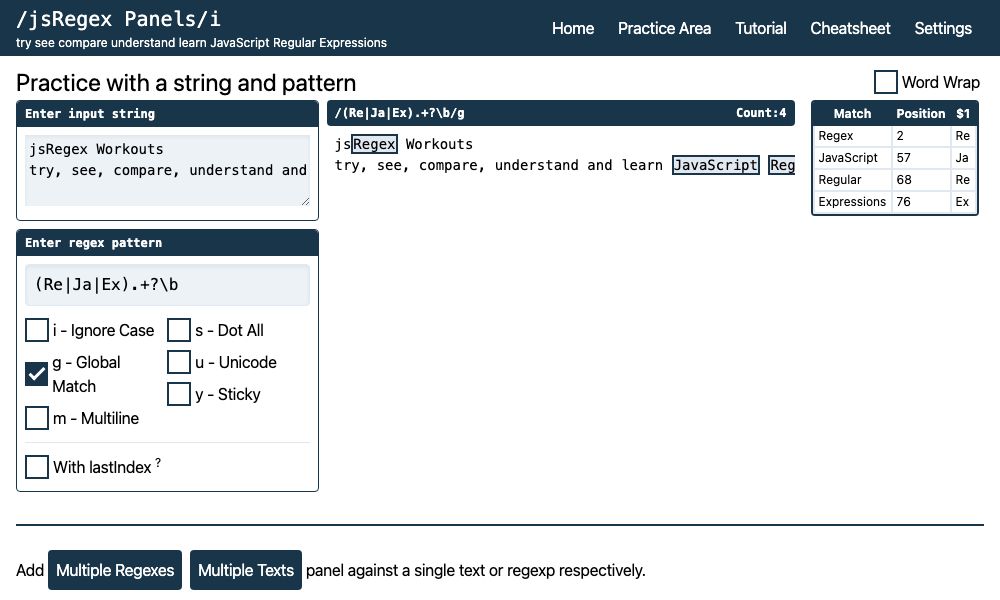 /jsRegex Panels/i
try see compare understand learn JavaScript Regular Expressions
Home Practice Area Tutorial Cheatsheet Settings
Practice with a string and pattern
Word Wrap
Enter input string
jsRegex Workouts
try, see, compare, understand and
/(Re|Ja|Ex).+?\b/g Count:4
jsRegex Workouts
try, see, compare, understand and learn JavaScript Reg
Match Position $1
Regex 2 Re
JavaScript 57 Ja
Regular 68 Re
Expressions 76 Ex
Enter regex pattern
(Re|Ja|Ex).+?\b
i - Ignore Case
g - Global
Match
m - Multiline
s - Dot All
u - Unicode
y - Sticky
With lastIndex ?
Add Multiple Regexes Multiple Texts panel against a single text or regexp respectively.